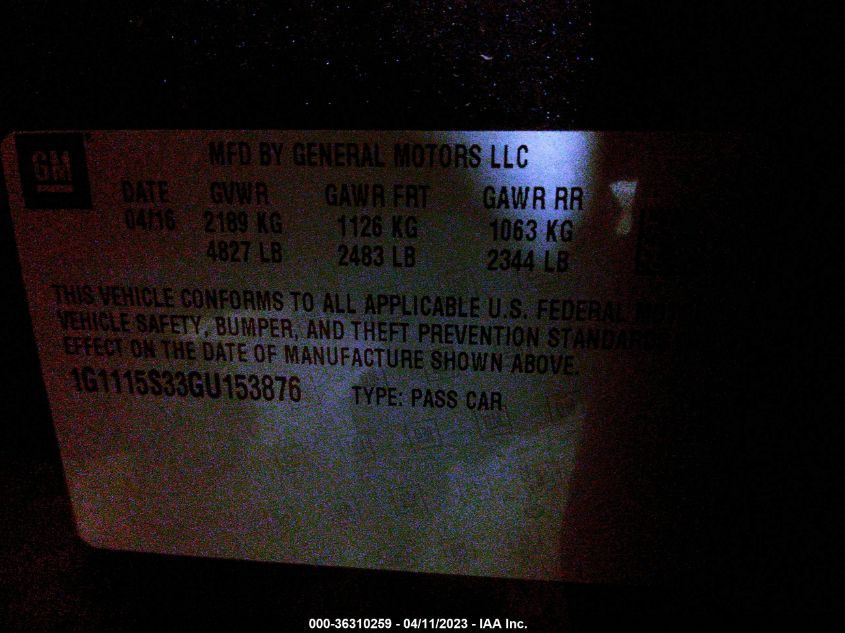 GM
MFD BY GENERAL MOTORS LLC
DATE GVWR GAWR FRT GAWR RR
04/16 2189 KG 1126 KG 1063 KG
4827 LB 2483 LB 2344 LB
THIS VEHICLE CONFORMS TO ALL APPLICABLE U.S. FEDERAL MOTOR
VEHICLE SAFETY, BUMPER, AND THEFT PREVENTION STANDARDS
EFFECT ON THE DATE OF MANUFACTURE SHOWN ABOVE.
1G1115S33GU153876 TYPE: PASS CAR
000-36310259 - 04/11/2023 - IAA Inc.